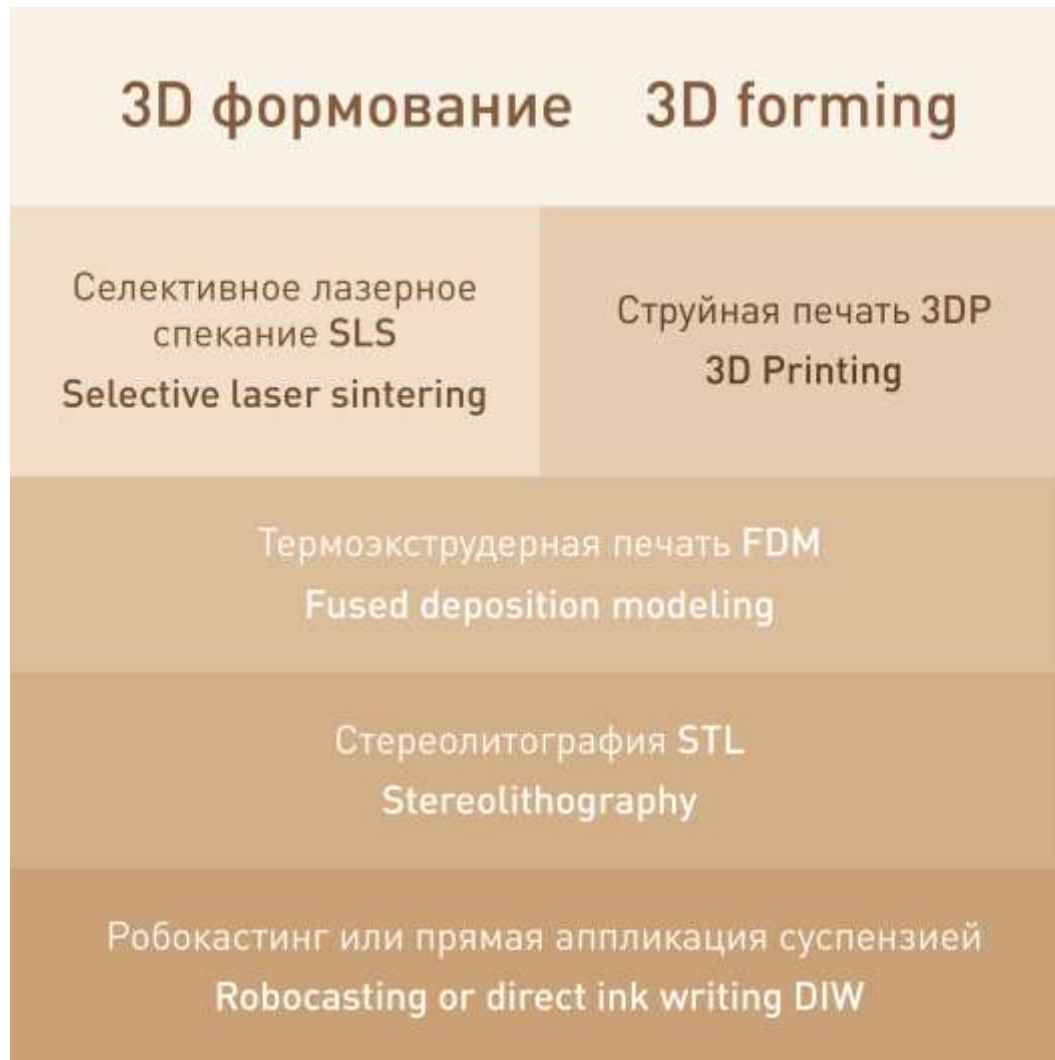 3D формование 3D forming
Селективное лазерное
спекание SLS
Selective laser sintering
Струйная печать 3DP
3D Printing
Термоэкструдерная печать FDM
Fused deposition modeling
Стереолитография STL
Stereolithography
Робокастинг или прямая аппликация суспензией
Robocasting or direct ink writing DIW